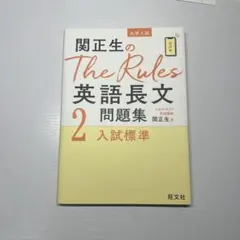 大学入試
関正生の
The Rules
英語長文
問題集
2 入試標準
関正生 著
旺文社